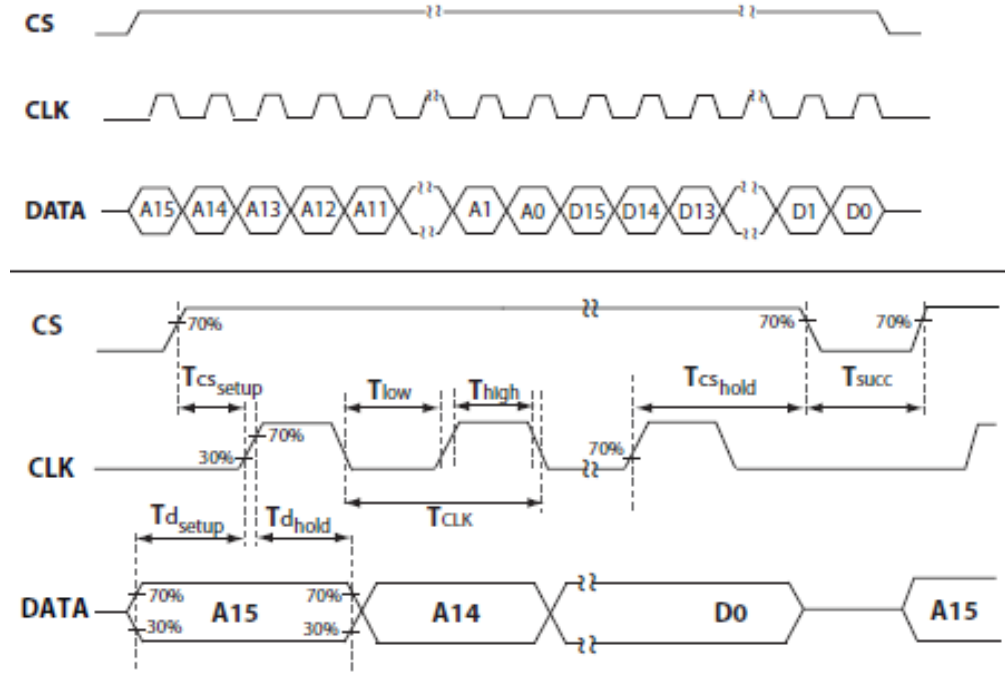 CS
CLK
DATA A15 A14 A13 A12 A11 A1 A0 D15 D14 D13 D1 D0
CS 70% 70% 70%
Tcs setup Tlow Thigh Tcs hold Tsucc
CLK 30% 70% 70%
Td setup Td hold TCLK
DATA 70% 30% A15 70% 30% A14 D0 A15